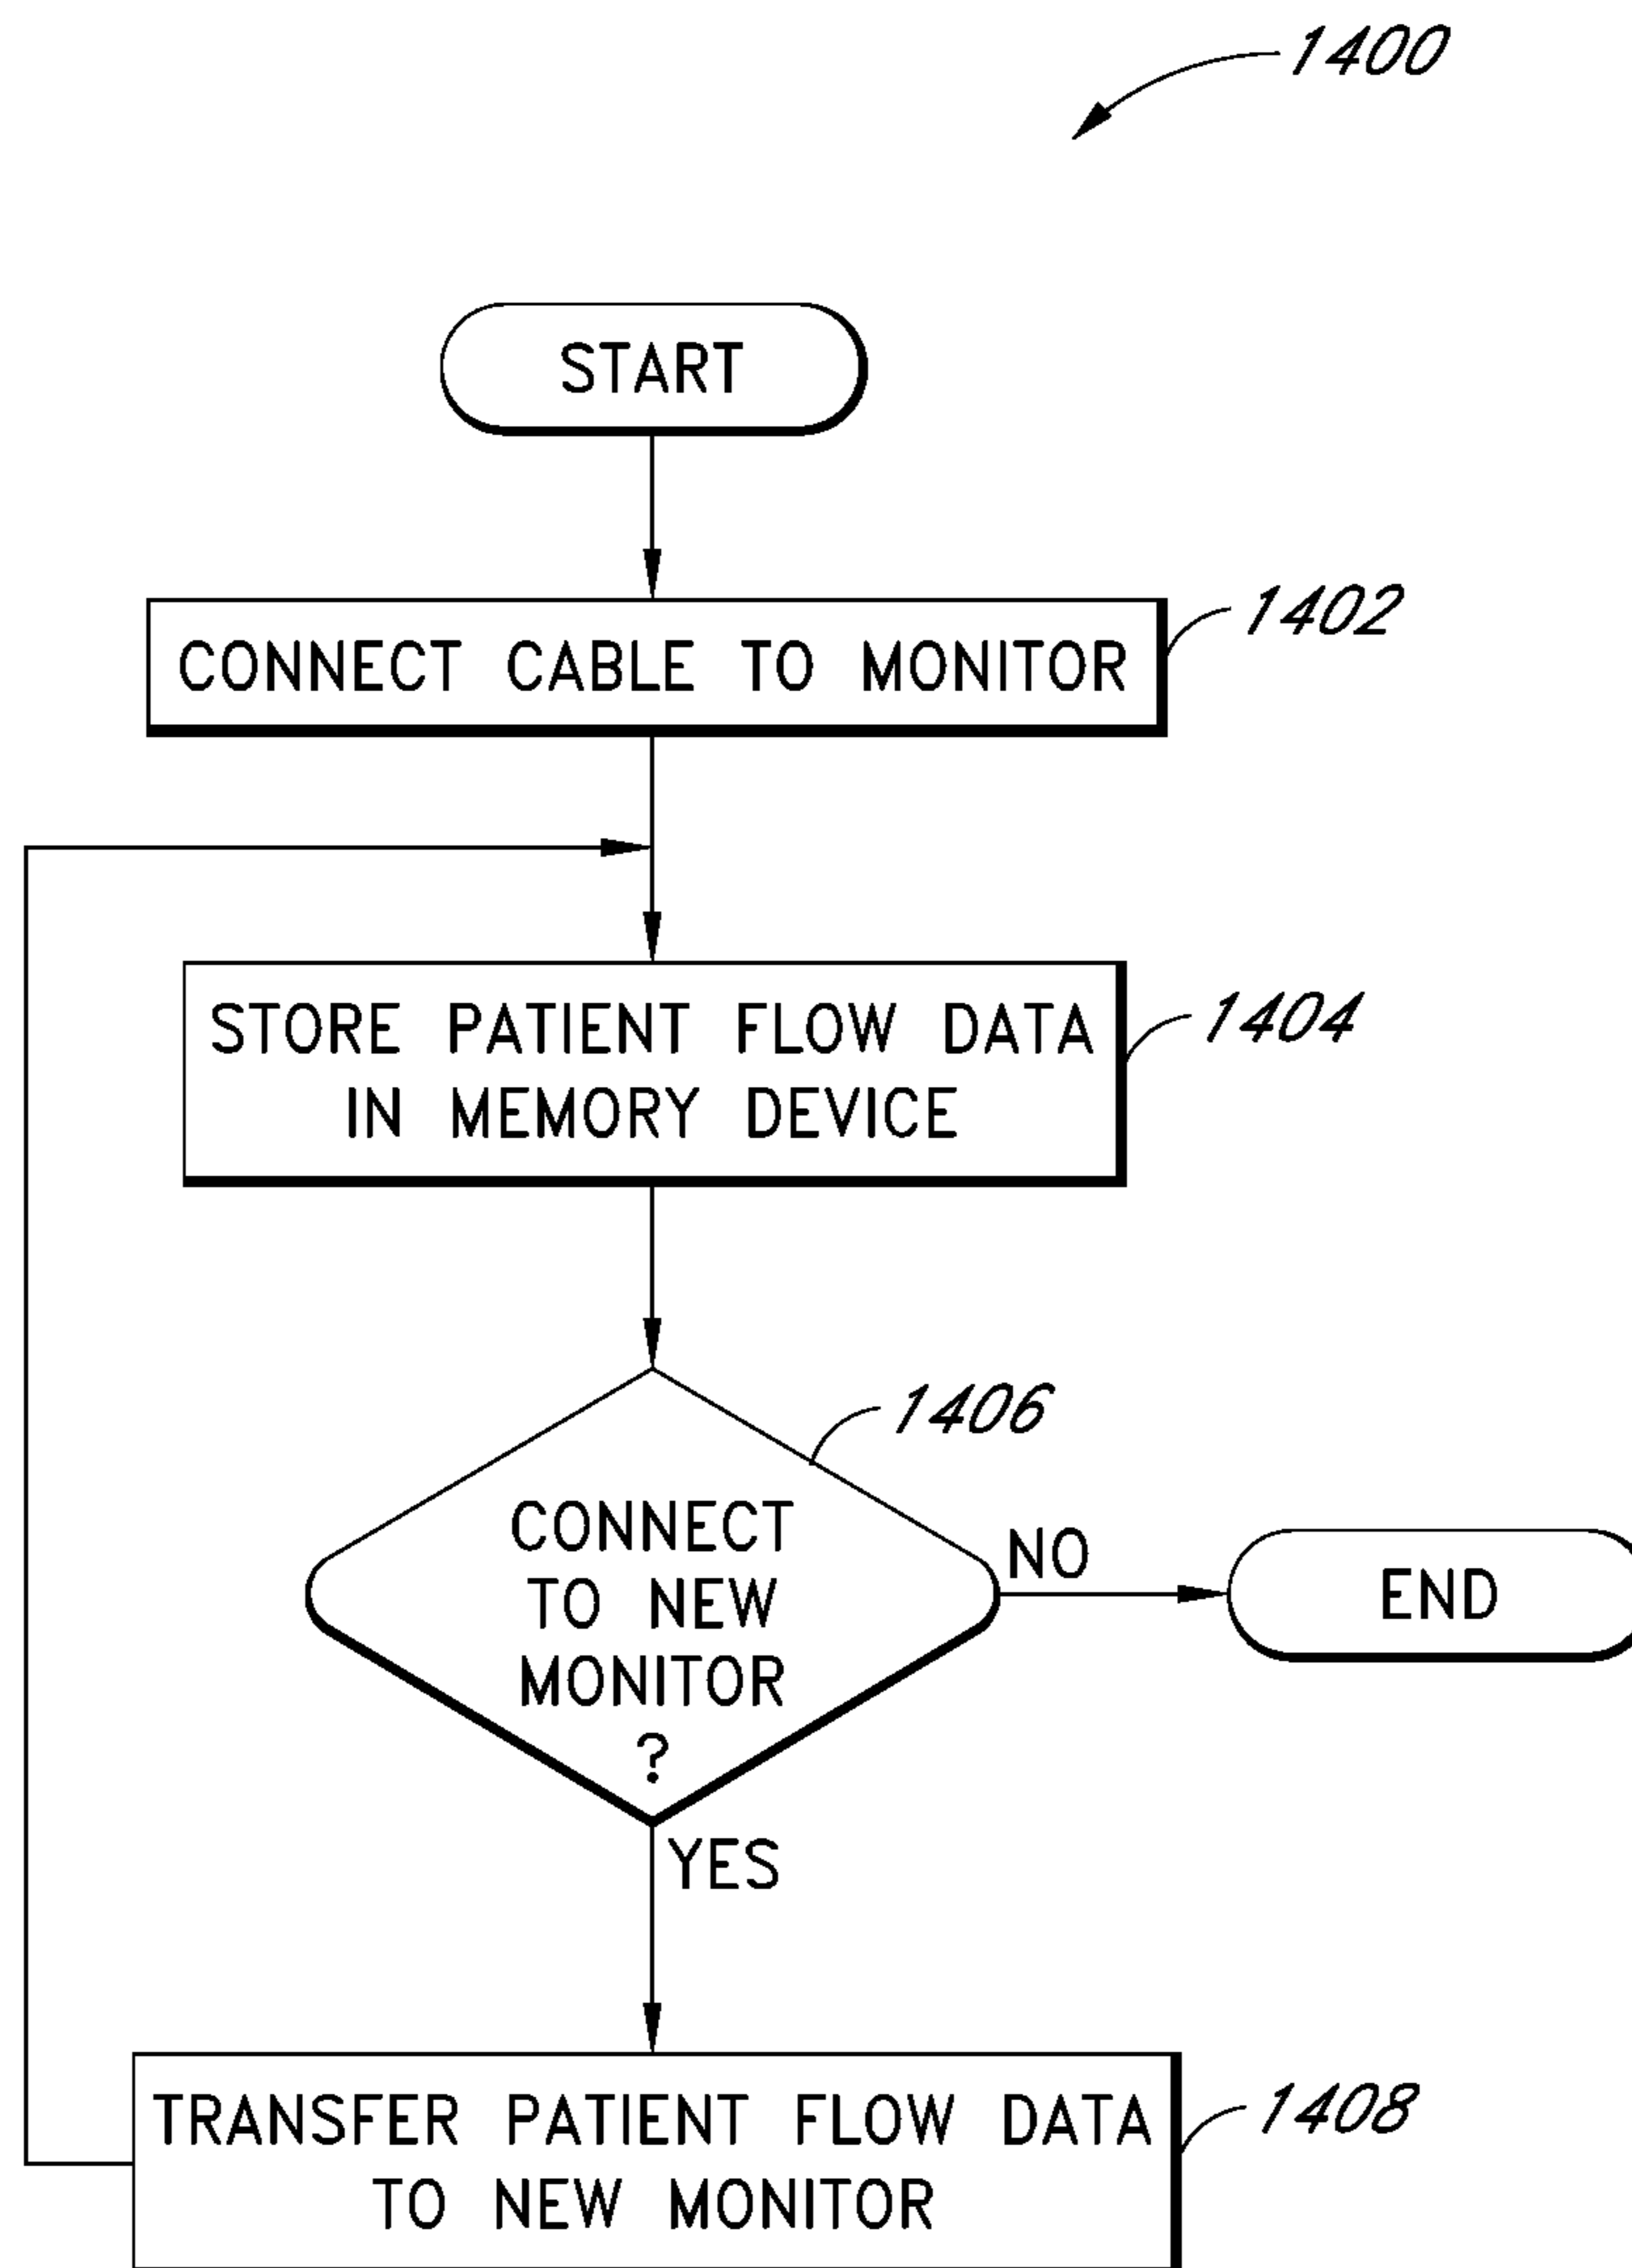 1400
START
CONNECT CABLE TO MONITOR
1402
STORE PATIENT FLOW DATA
IN MEMORY DEVICE
1404
1406
CONNECT
TO NEW
MONITOR
?
NO
END
YES
TRANSFER PATIENT FLOW DATA
TO NEW MONITOR
1408